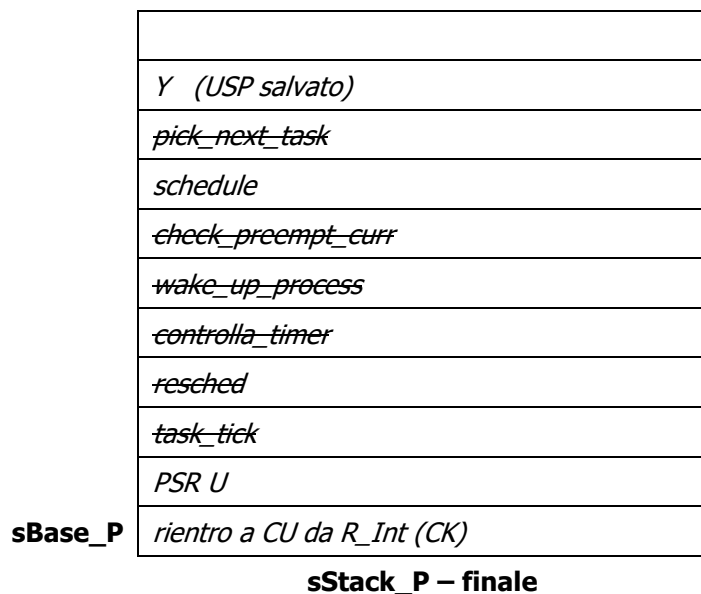 Y (USP salvato)
pick_next_task
schedule
check_preempt_curr
wake_up_process
controlla_timer
resched
task_tick
PSR U
sBase_P rientro a CU da R_Int (CK)
sStack_P – finale